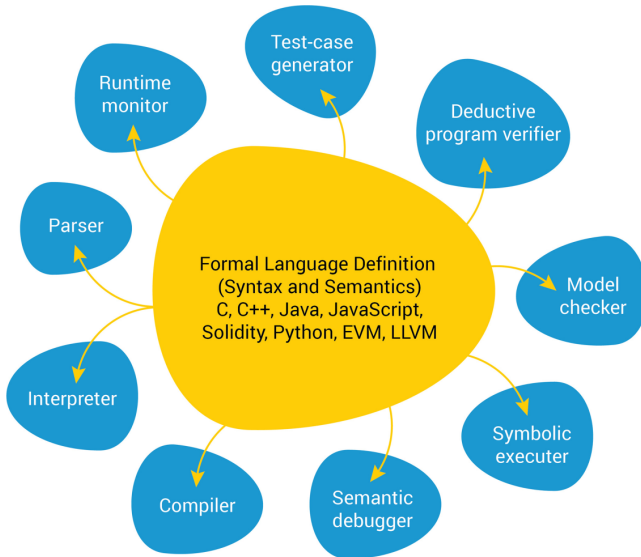 Test-case
generator
Runtime
monitor
Deductive
program verifier
Parser
Formal Language Definition
(Syntax and Semantics)
C, C++, Java, JavaScript,
Solidity, Python, EVM, LLVM
Model
checker
Interpreter
Symbolic
executer
Compiler
Semantic
debugger